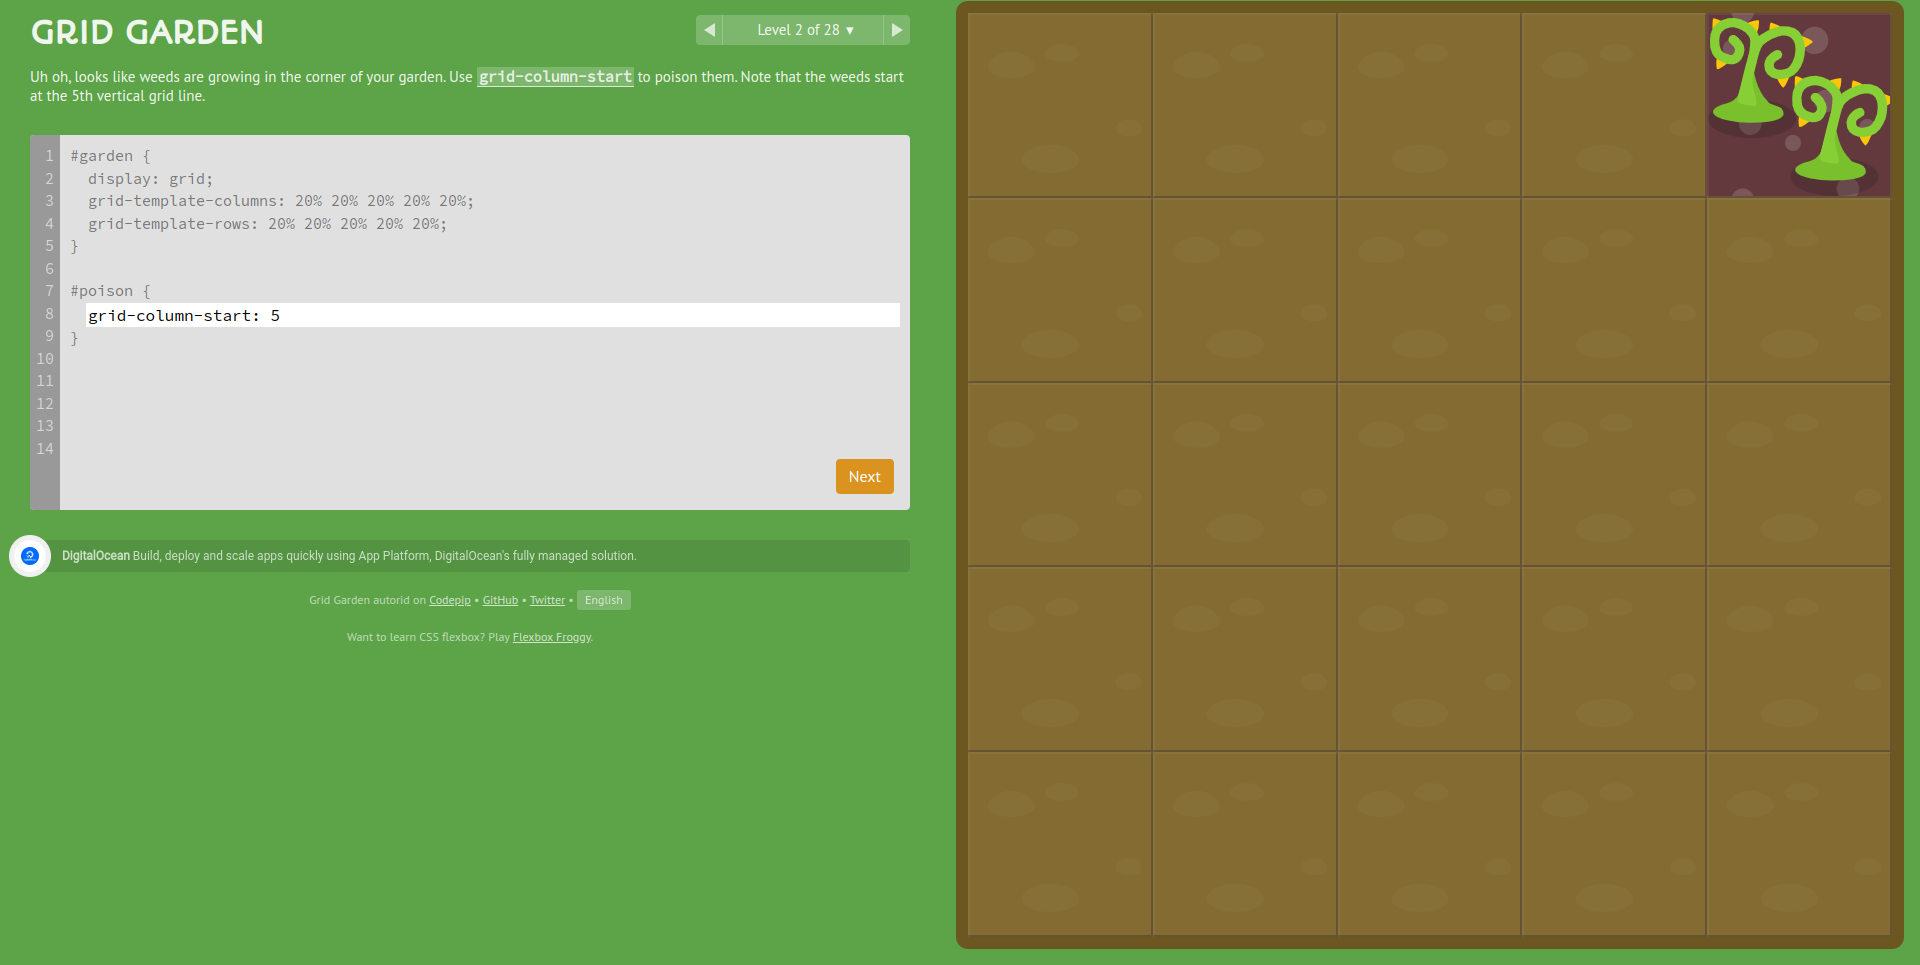 GRID GARDEN
◀ Level 2 of 28 ▼ ▶
Uh oh, looks like weeds are growing in the corner of your garden. Use grid-column-start to poison them. Note that the weeds start
at the 5th vertical grid line.
1 #garden {
2 display: grid;
3 grid-template-columns: 20% 20% 20% 20% 20%;
4 grid-template-rows: 20% 20% 20% 20% 20%;
5 }
6
7 #poison {
8 grid-column-start: 5
9 }
10
11
12
13
14
Next
DigitalOcean Build, deploy and scale apps quickly using App Platform, DigitalOcean's fully managed solution.
Grid Garden autorid on Codepip • GitHub • Twitter • English
Want to learn CSS flexbox? Play Flexbox Froggy.